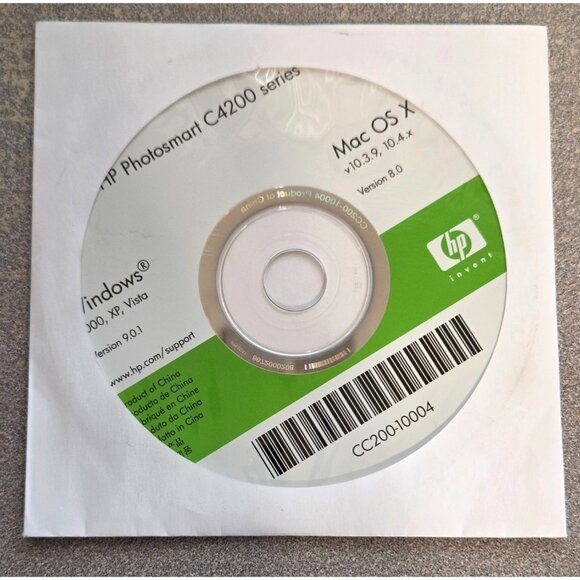 HP Photosmart C4200 series
Mac OS X
v10.3.9, 10.4.x
Version 8.0
hp
®
invent
Windows®
000, XP, Vista
Version 9.0.1
www.hp.com/support
Product of China
Producto de China
Fabriqué en Chine
Produto da China
Prodotto in Cina
CC200-10004
CC200-10004 Product of China